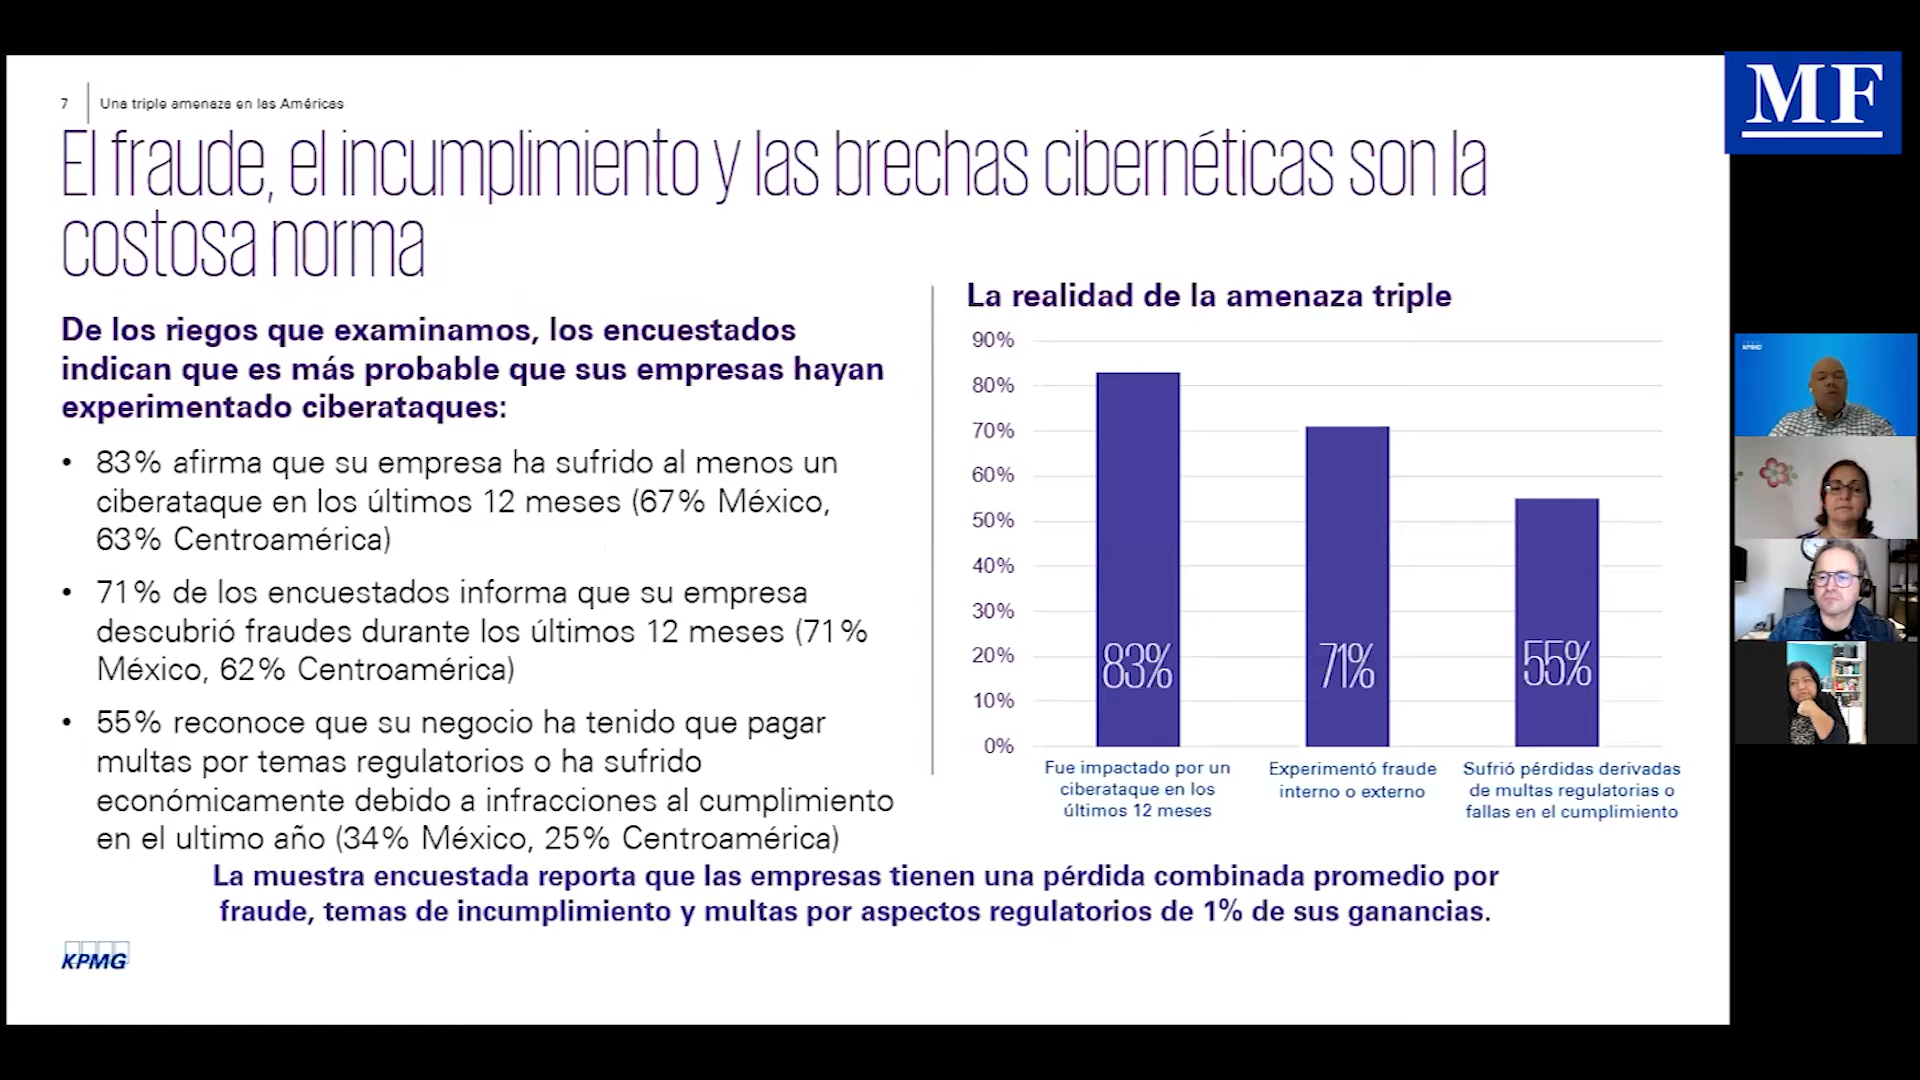 7 Una triple amenaza en las Américas
El fraude, el incumplimiento y las brechas cibernéticas son la
costosa norma
De los riegos que examinamos, los encuestados
indican que es más probable que sus empresas hayan
experimentado ciberataques:
• 83% afirma que su empresa ha sufrido al menos un
ciberataque en los últimos 12 meses (67% México,
63% Centroamérica)
• 71% de los encuestados informa que su empresa
descubrió fraudes durante los últimos 12 meses (71%
México, 62% Centroamérica)
• 55% reconoce que su negocio ha tenido que pagar
multas por temas regulatorios o ha sufrido
económicamente debido a infracciones al cumplimiento
en el ultimo año (34% México, 25% Centroamérica)
La realidad de la amenaza triple
90%
80%
70%
60%
50%
40%
30%
20%
10%
0%
83%
71%
55%
Fue impactado por un
ciberataque en los
últimos 12 meses
Experimentó fraude
interno o externo
Sufrió pérdidas derivadas
de multas regulatorias o
fallas en el cumplimiento
La muestra encuestada reporta que las empresas tienen una pérdida combinada promedio por
fraude, temas de incumplimiento y multas por aspectos regulatorios de 1% de sus ganancias.
KPMG
MF
KPMG